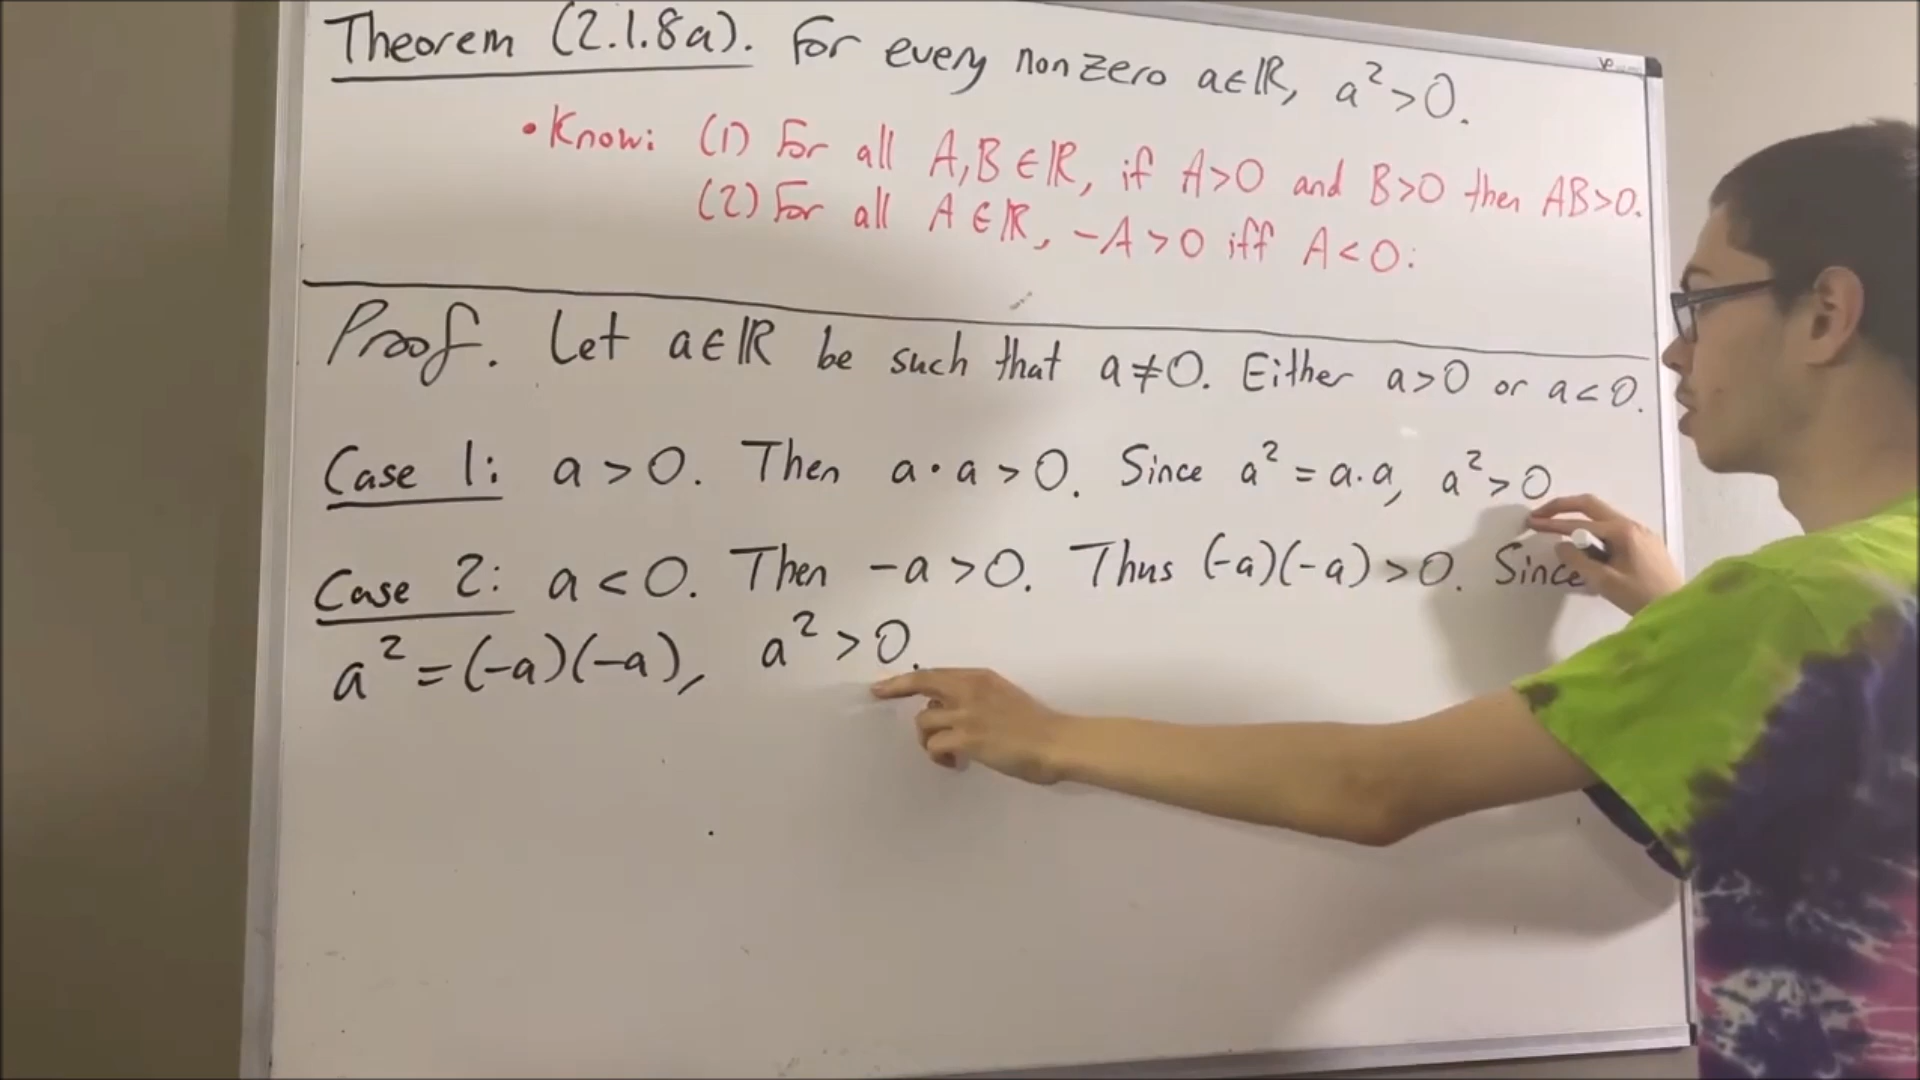 Theorem (2.1.8a). For every nonzero a∈ℝ, a²>0.
• Know: (1) For all A,B∈ℝ, if A>0 and B>0 then AB>0.
(2) For all A∈ℝ, -A>0 iff A<0.
Proof. Let a∈ℝ be such that a≠0. Either a>0 or a<0.
Case 1: a>0. Then a·a>0. Since a²=a·a, a²>0
Case 2: a<0. Then -a>0. Thus (-a)(-a)>0. Since
a²=(-a)(-a), a²>0.